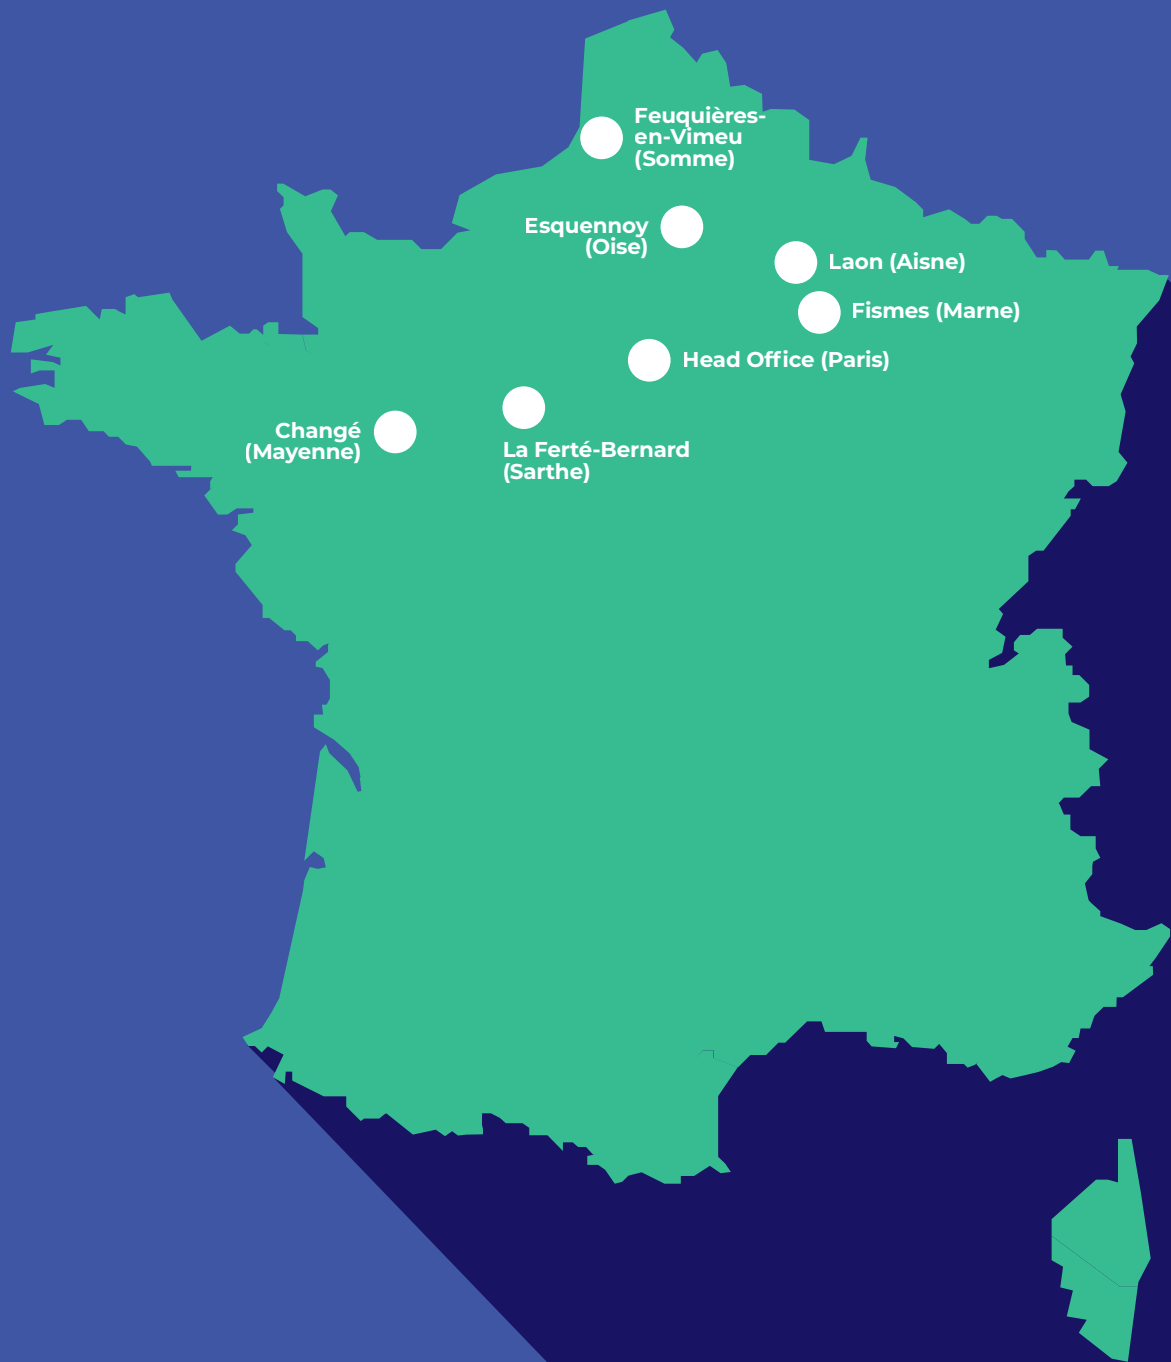 Feuquières-
en-Vimeu
(Somme)
Esquennoy
(Oise)
Laon (Aisne)
Fismes (Marne)
Head Office (Paris)
Changé
(Mayenne)
La Ferté-Bernard
(Sarthe)